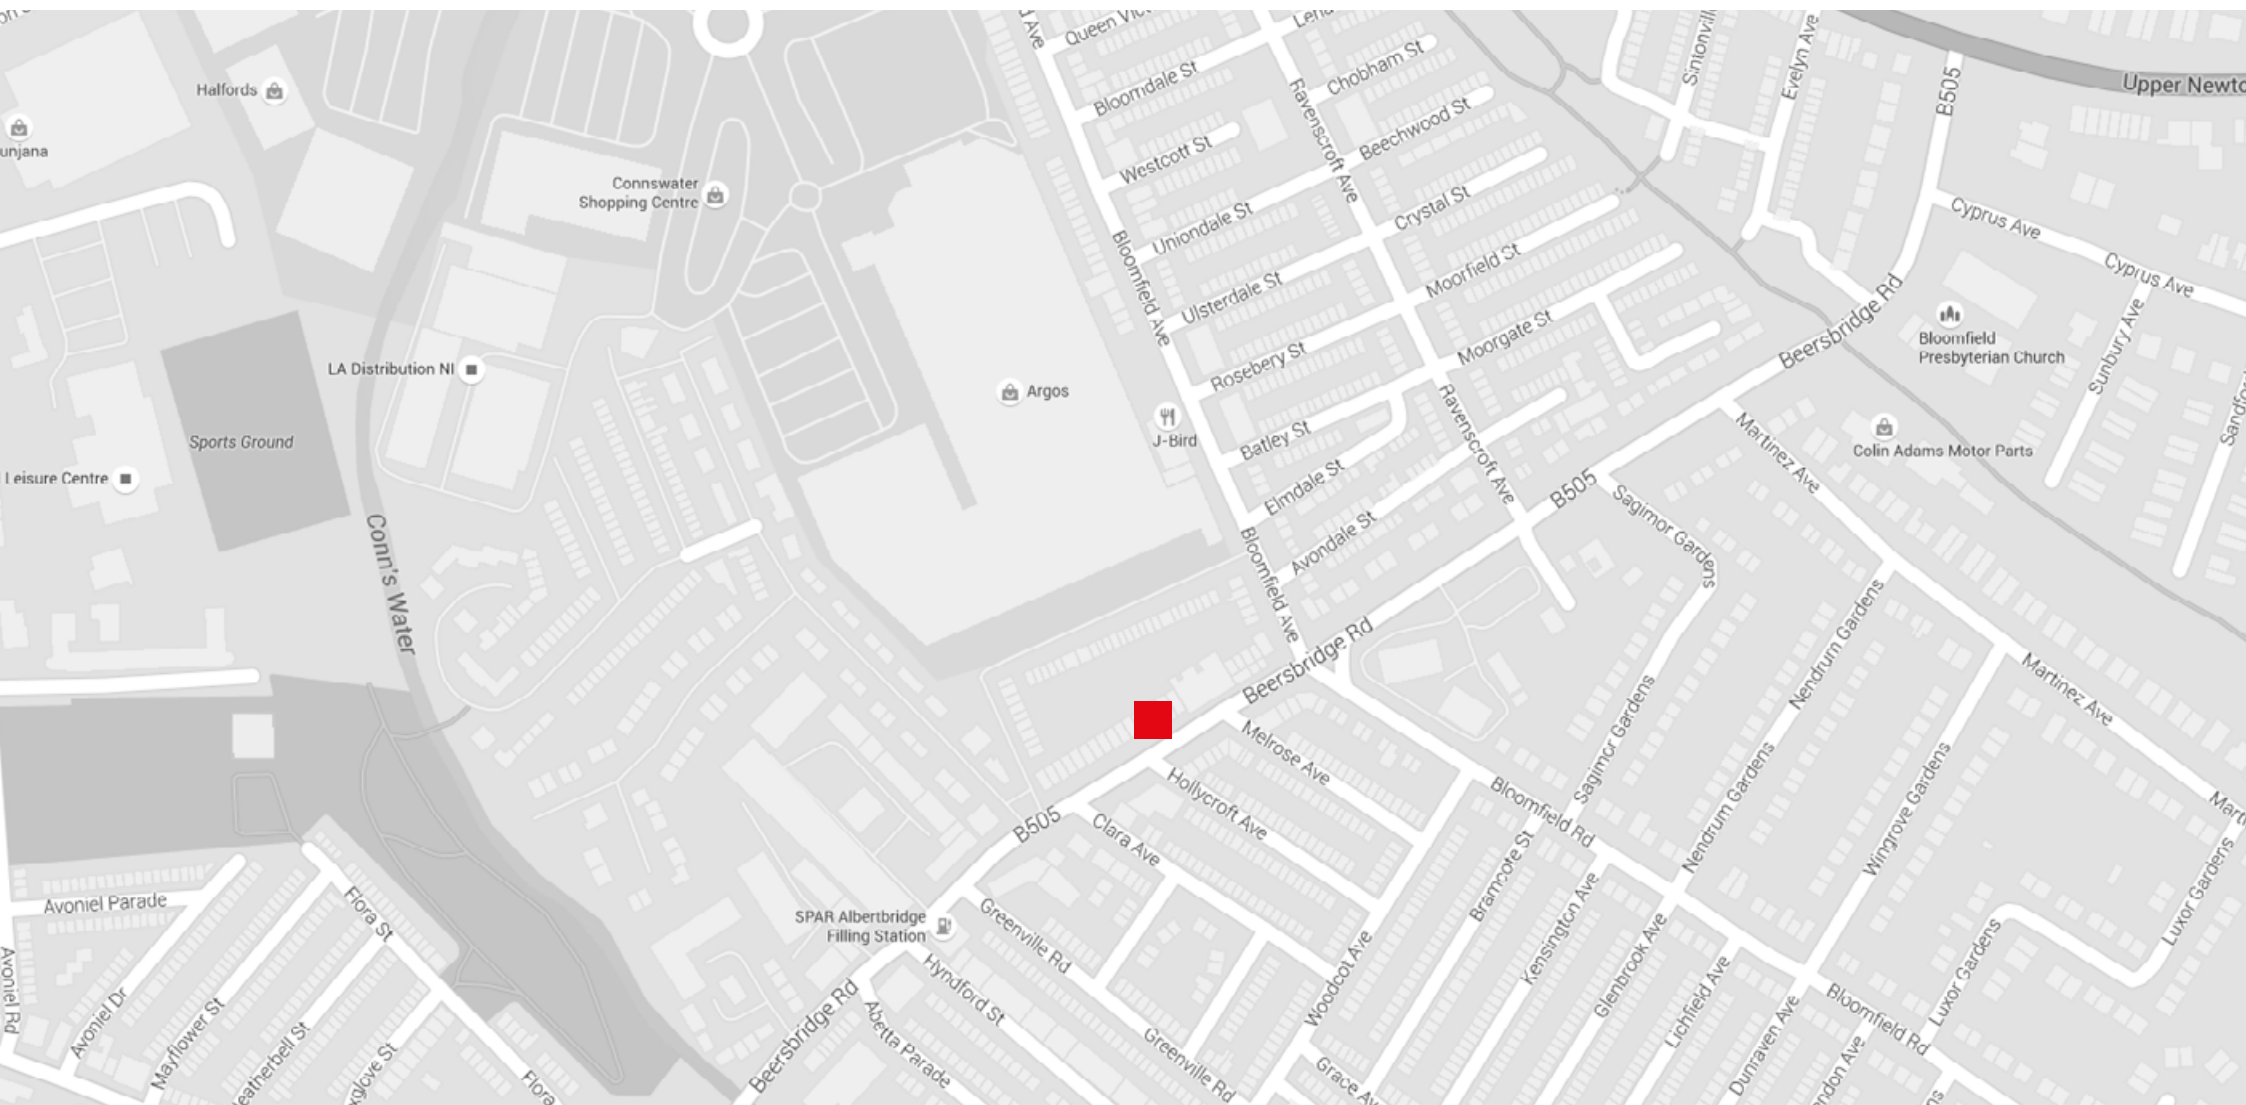 Queen Vic
Bloomdale St
Westcott St
Uniondale St
Ulsterdale St
Rosebery St
Batley St
Elmdale St
Avondale St
Chobham St
Beechwood St
Crystal St
Moorfield St
Moorgate St
Ravenscroft Ave
Ravenscroft Ave
Bloomfield Ave
Bloomfield Ave
Ave
Evelyn Ave
B505
Upper Newto
Cyprus Ave
Cyprus Ave
Sunbury Ave
Halfords
unjana
Connswater
Shopping Centre
LA Distribution NI
Sports Ground
Leisure Centre
Argos
J-Bird
Conn's Water
Bloomfield
Presbyterian Church
Colin Adams Motor Parts
Beersbridge Rd
B505
Beersbridge Rd
B505
Beersbridge Rd
Martinez Ave
Martinez Ave
Sagimor Gardens
Sagimor Gardens
Nendrum Gardens
Nendrum Gardens
Wingrove Gardens
Luxor Gardens
Luxor Gardens
Melrose Ave
Hollycroft Ave
Clara Ave
Bloomfield Rd
Bloomfield Rd
Bramcote St
Kensington Ave
Glenbrook Ave
Lichfield Ave
Dunraven Ave
Woodcot Ave
Greenville Rd
Greenville Rd
Grace Av
SPAR Albertbridge
Filling Station
Hyndford St
Abetta Parade
Avoniel Parade
Avoniel Rd
Avoniel Dr
Mayflower St
eatherbell St
xglove St
Flora St
Flora